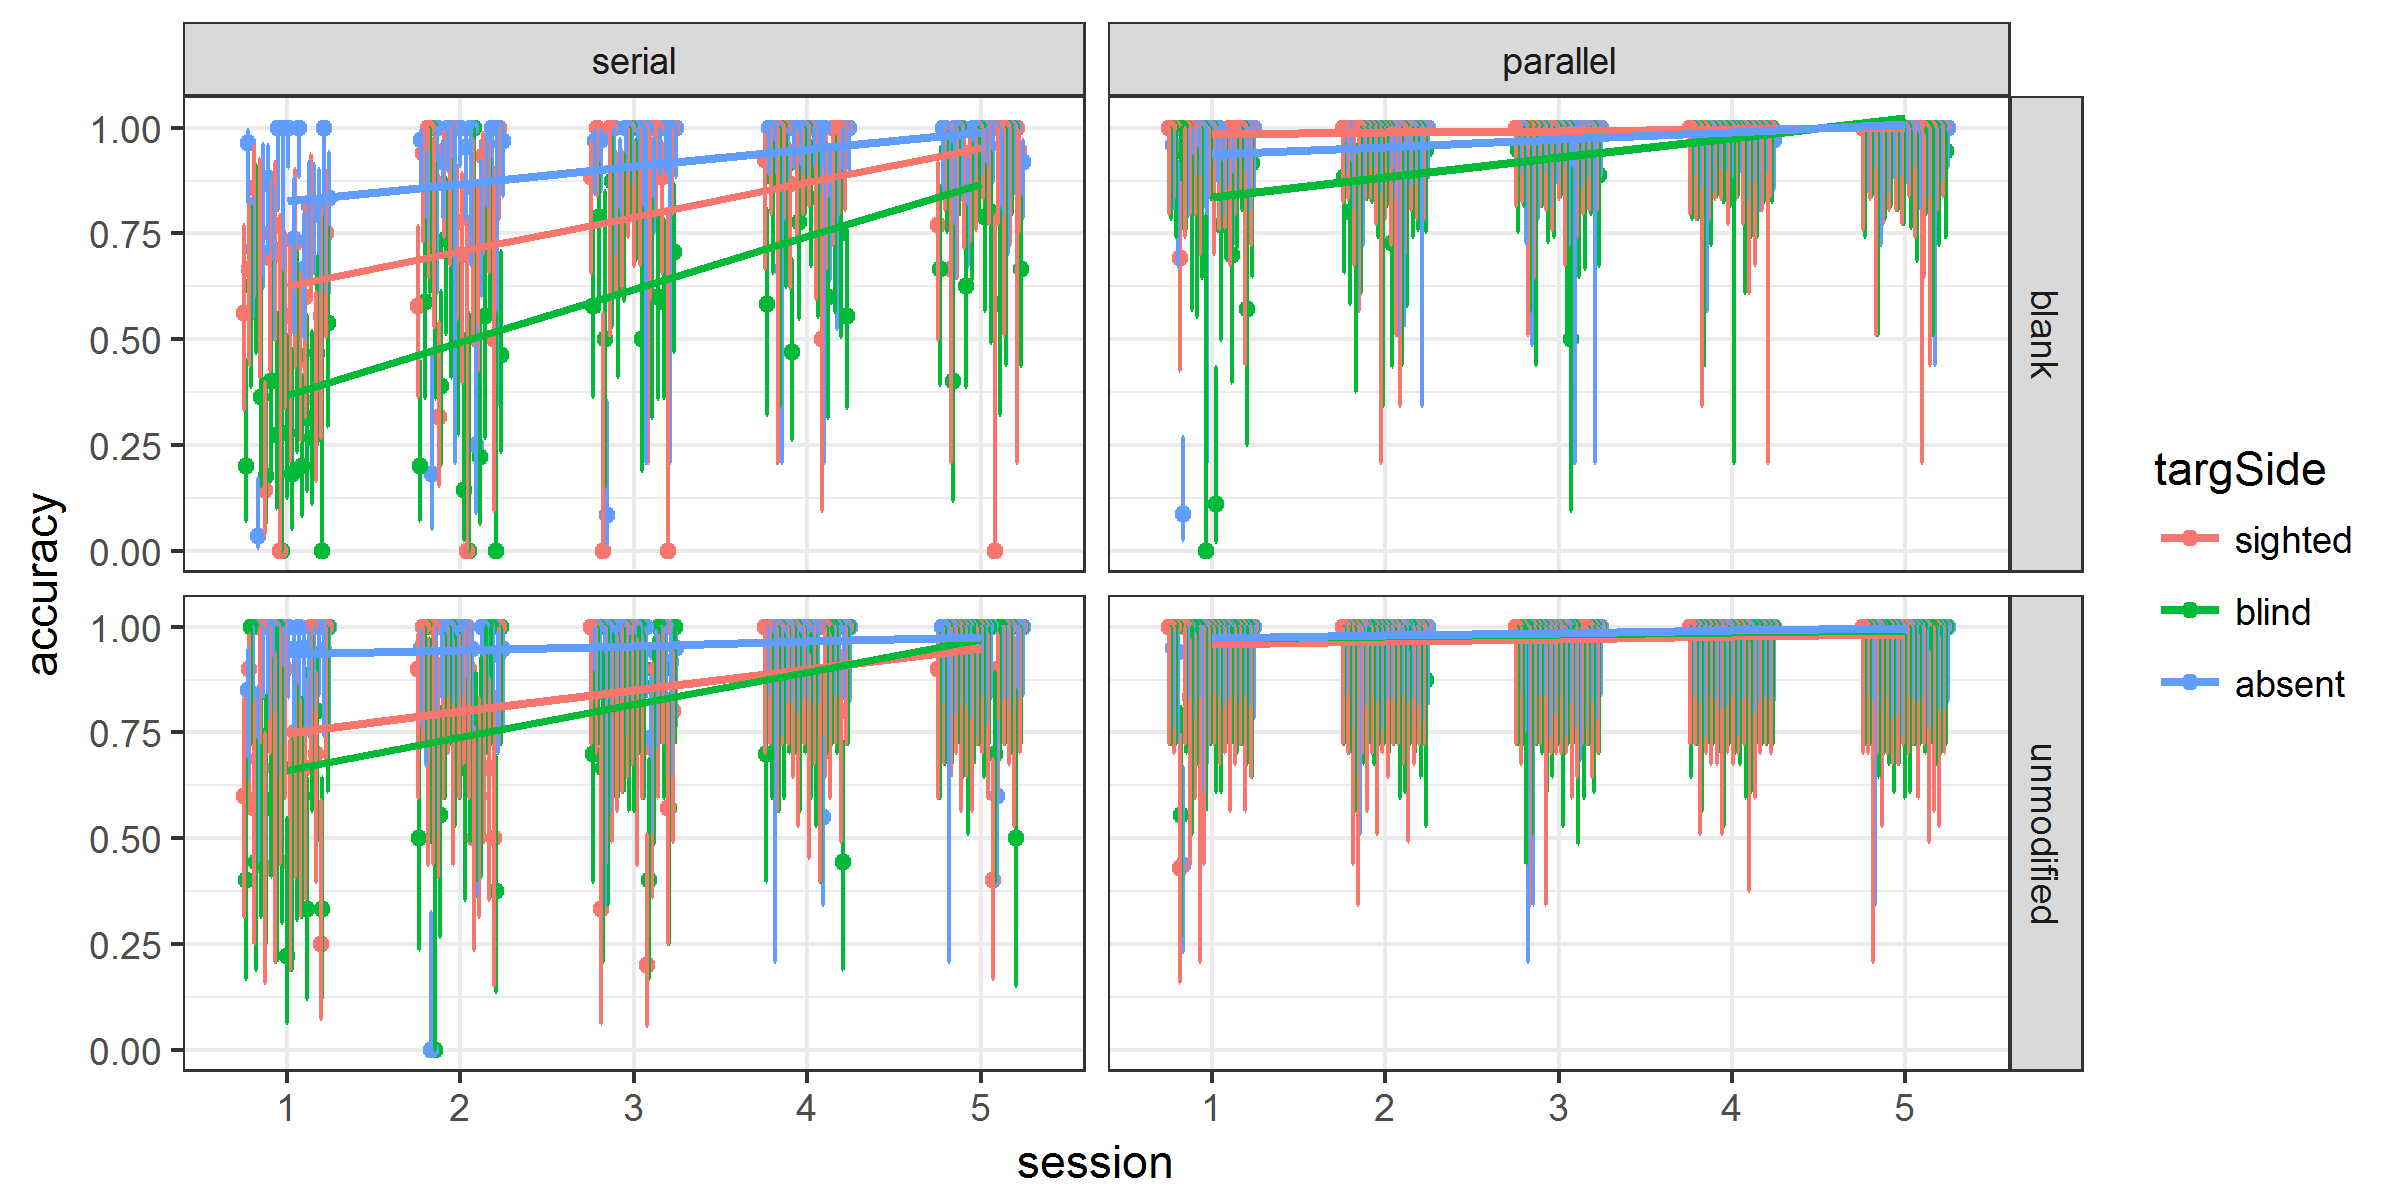 serial
parallel
1.00
0.75
0.50
0.25
0.00
blank
1.00
0.75
0.50
0.25
0.00
unmodified
accuracy
1 2 3 4 5
1 2 3 4 5
session
targSide
sighted
blind
absent